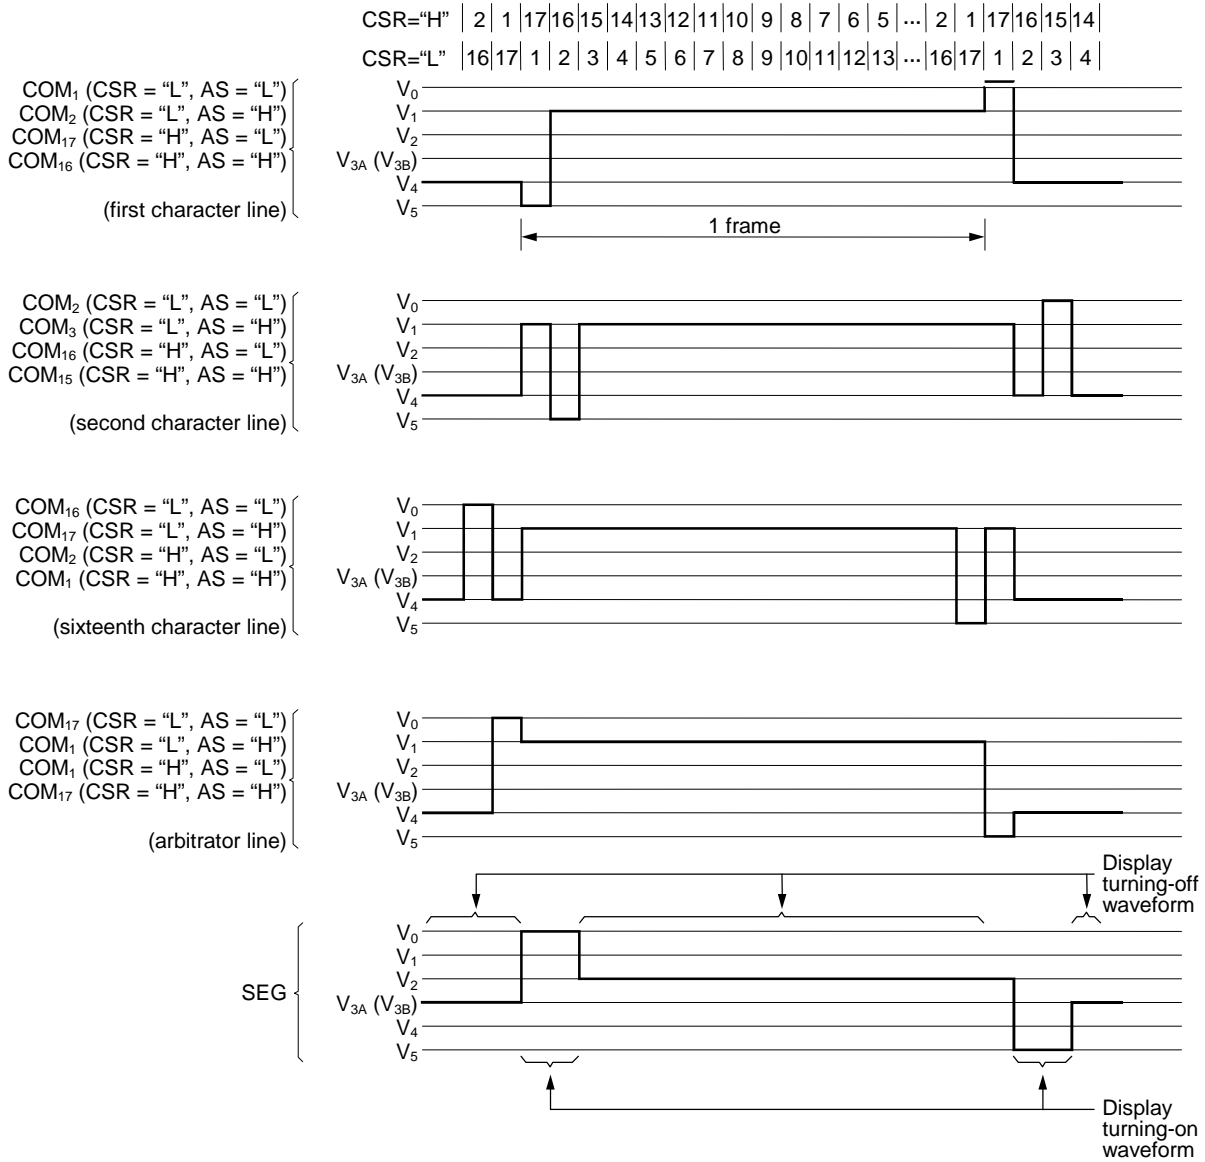 CSR=“H” 2 1 17 16 15 14 13 12 11 10 9 8 7 6 5 ... 2 1 17 16 15 14
CSR=“L” 16 17 1 2 3 4 5 6 7 8 9 10 11 12 13 ... 16 17 1 2 3 4
COM1 (CSR = “L”, AS = “L”)
COM2 (CSR = “L”, AS = “H”)
COM17 (CSR = “H”, AS = “L”)
COM16 (CSR = “H”, AS = “H”)
(first character line)
V0
V1
V2
V3A (V3B)
V4
V5
1 frame
COM2 (CSR = “L”, AS = “L”)
COM3 (CSR = “L”, AS = “H”)
COM16 (CSR = “H”, AS = “L”)
COM15 (CSR = “H”, AS = “H”)
(second character line)
V0
V1
V2
V3A (V3B)
V4
V5
COM16 (CSR = “L”, AS = “L”)
COM17 (CSR = “L”, AS = “H”)
COM2 (CSR = “H”, AS = “L”)
COM1 (CSR = “H”, AS = “H”)
(sixteenth character line)
V0
V1
V2
V3A (V3B)
V4
V5
COM17 (CSR = “L”, AS = “L”)
COM1 (CSR = “L”, AS = “H”)
COM1 (CSR = “H”, AS = “L”)
COM17 (CSR = “H”, AS = “H”)
(arbitrator line)
V0
V1
V2
V3A (V3B)
V4
V5
Display
turning-off
waveform
SEG
V0
V1
V2
V3A (V3B)
V4
V5
Display
turning-on
waveform